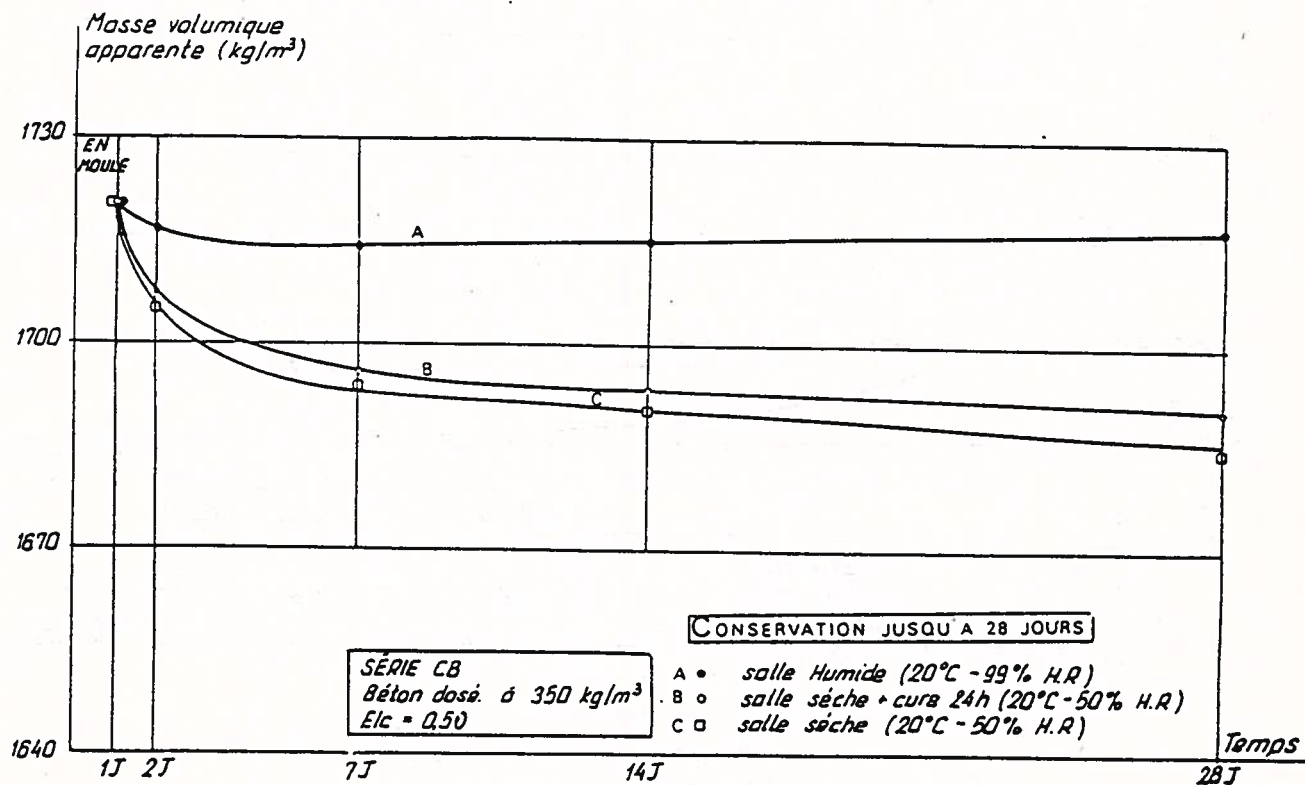 Masse volumique
apparente (kg/m³)
1730
EN
MOULE
A
1700
B
C
1670
CONSERVATION JUSQU'A 28 JOURS
SÉRIE CB
Béton dosé. á 350 kg/m³
E/c = 0,50
A • salle Humide (20°C - 99% H.R)
B o salle séche + cure 24h (20°C - 50% H.R)
C □ salle séche (20°C - 50% H.R)
1640
Temps
1J 2J 7J 14J 28J